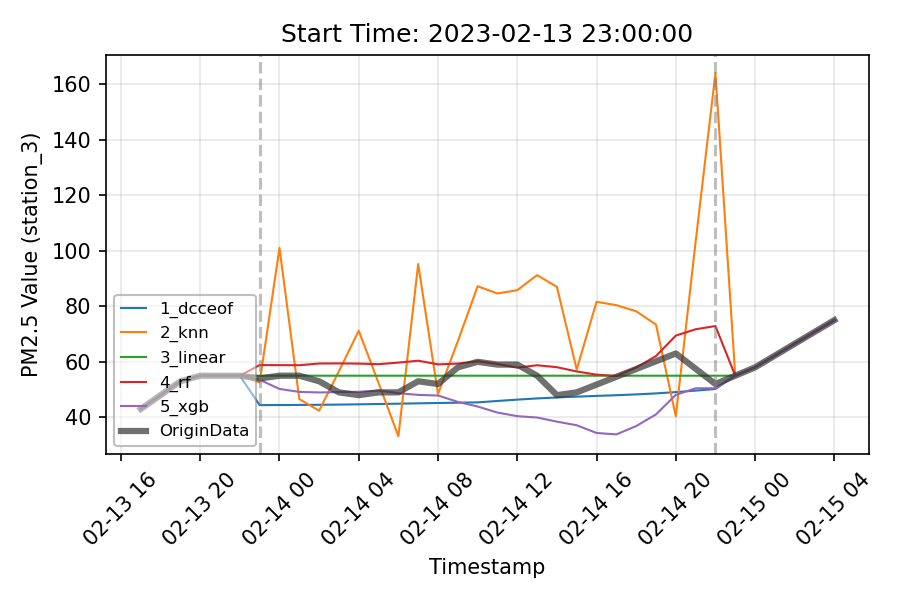 Start Time: 2023-02-13 23:00:00
PM2.5 Value (station_3)
160
140
120
100
80
60
40
1_dcceof
2_knn
3_linear
4_rf
5_xgb
OriginData
02-13 16
02-13 20
02-14 00
02-14 04
02-14 08
02-14 12
02-14 16
02-14 20
02-15 00
02-15 04
Timestamp